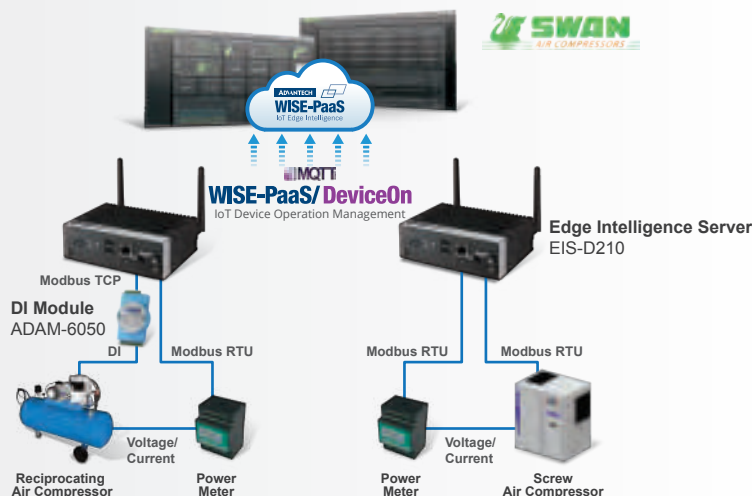 SWAN
AIR COMPRESSORS
ADVANTECH
WISE-PaaS
IoT Edge Intelligence
MQTT
WISE-PaaS/DeviceOn
IoT Device Operation Management
Edge Intelligence Server
EIS-D210
Modbus TCP
DI Module
ADAM-6050
DI
Modbus RTU
Modbus RTU
Modbus RTU
Voltage/
Current
Voltage/
Current
Reciprocating
Air Compressor
Power
Meter
Power
Meter
Screw
Air Compressor